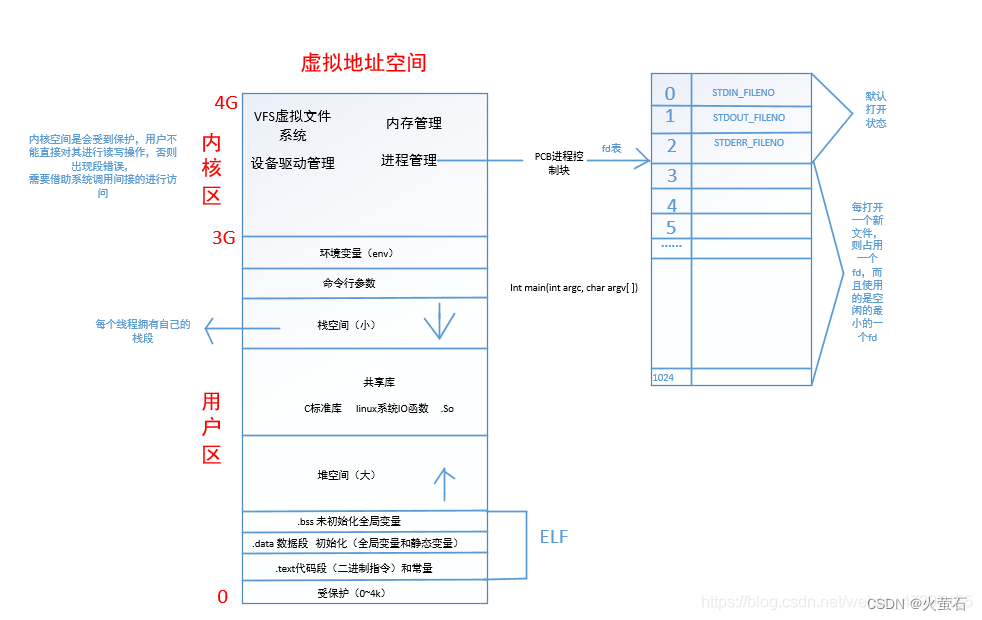 虚拟地址空间
4G
内核区
3G
用户区
0
内核空间是会受到保护，用户不
能直接对其进行读写操作，否则
出现段错误，
需要借助系统调用间接的进行访
问
VFS虚拟文件
系统
内存管理
设备驱动管理
进程管理
环境变量（env）
命令行参数
栈空间（小）
每个线程拥有自己的
栈段
共享库
C标准库 linux系统IO函数 .So
堆空间（大）
.bss 未初始化全局变量
.data 数据段 初始化（全局变量和静态变量）
.text代码段（二进制指令）和常量
受保护（0~4k）
ELF
PCB进程控
制块
fd表
Int main(int argc, char argv[ ])
0 STDIN_FILENO
1 STDOUT_FILENO
2 STDERR_FILENO
3
4
5
......
1024
默认
打开
状态
每打开
一个新
文件，
则占用
一个
fd，而
且使用
的是空
闲的最
小的一
个fd
CSDN @火萤石